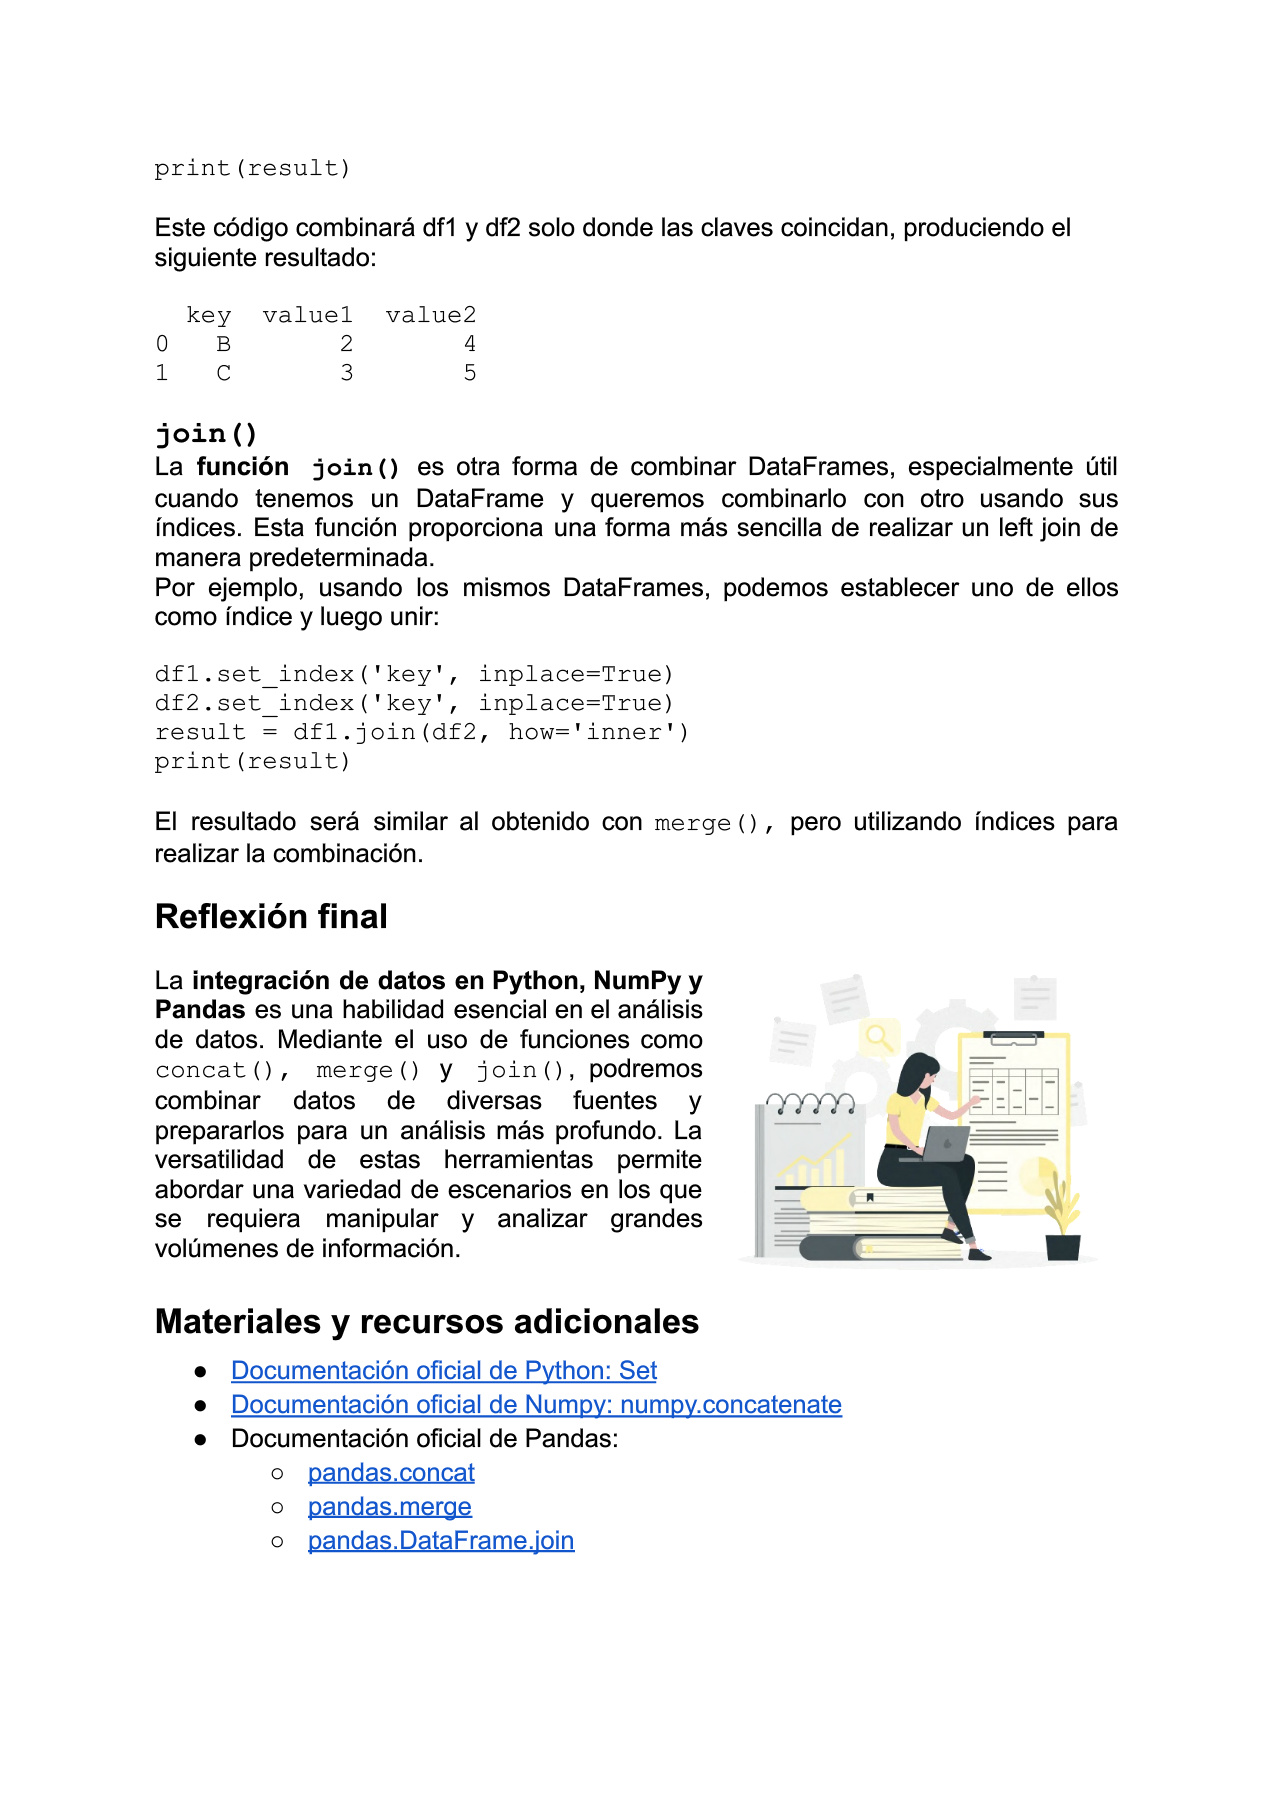 print(result)
Este código combinará df1 y df2 solo donde las claves coincidan, produciendo el
siguiente resultado:
  key  value1  value2
0   B       2       4
1   C       3       5
join()
La función join() es otra forma de combinar DataFrames, especialmente útil
cuando tenemos un DataFrame y queremos combinarlo con otro usando sus
índices. Esta función proporciona una forma más sencilla de realizar un left join de
manera predeterminada.
Por ejemplo, usando los mismos DataFrames, podemos establecer uno de ellos
como índice y luego unir:
df1.set_index('key', inplace=True)
df2.set_index('key', inplace=True)
result = df1.join(df2, how='inner')
print(result)
El resultado será similar al obtenido con merge(), pero utilizando índices para
realizar la combinación.
Reflexión final
La integración de datos en Python, NumPy y
Pandas es una habilidad esencial en el análisis
de datos. Mediante el uso de funciones como
concat(), merge() y join(), podremos
combinar datos de diversas fuentes y
prepararlos para un análisis más profundo. La
versatilidad de estas herramientas permite
abordar una variedad de escenarios en los que
se requiera manipular y analizar grandes
volúmenes de información.
Materiales y recursos adicionales
● Documentación oficial de Python: Set
● Documentación oficial de Numpy: numpy.concatenate
● Documentación oficial de Pandas:
○ pandas.concat
○ pandas.merge
○ pandas.DataFrame.join